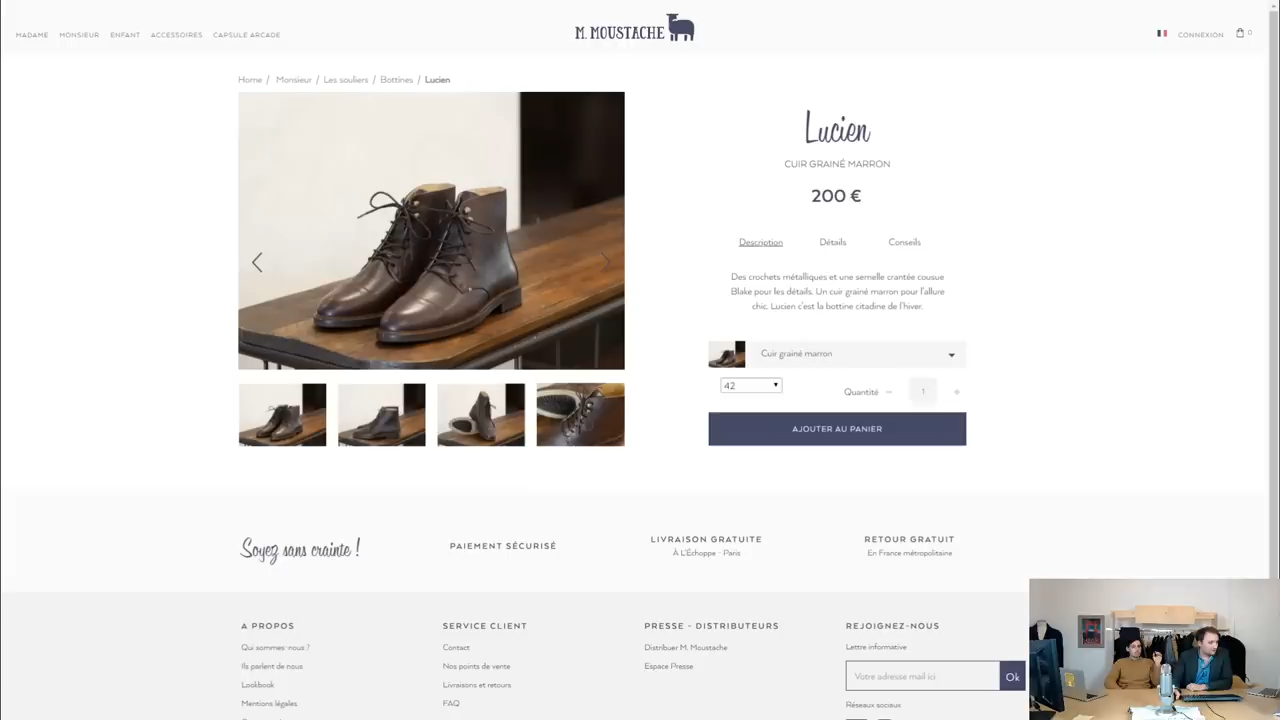 MADAME
MONSIEUR
ENFANT
ACCESSOIRES
CAPSULE ARCADE
M. MOUSTACHE
CONNEXION
0
Home / Monsieur / Les souliers / Bottines / Lucien
Lucien
CUIR GRAINÉ MARRON
200 €
Description
Détails
Conseils
Des crochets métalliques et une semelle crantée cousue
Blake pour les détails. Un cuir grainé marron pour l'allure
chic. Lucien c'est la bottine citadine de l'hiver.
Cuir grainé marron
42
Quantité − 1 +
AJOUTER AU PANIER
Soyez sans crainte !
PAIEMENT SÉCURISÉ
LIVRAISON GRATUITE
À L'Échoppe - Paris
RETOUR GRATUIT
En France métropolitaine
A PROPOS
Qui sommes-nous ?
Ils parlent de nous
Lookbook
Mentions légales
SERVICE CLIENT
Contact
Nos points de vente
Livraisons et retours
FAQ
PRESSE - DISTRIBUTEURS
Distribuer M. Moustache
Espace Presse
REJOIGNEZ-NOUS
Lettre informative
Votre adresse mail ici
Ok
Réseaux sociaux